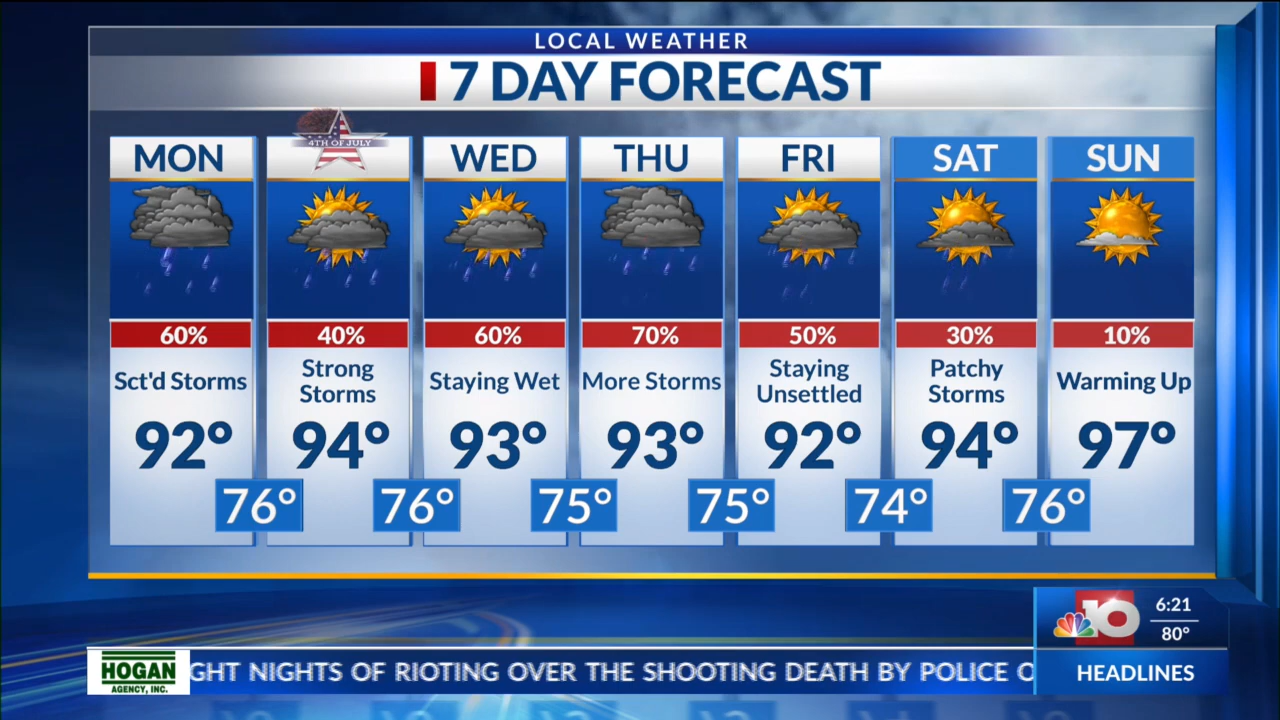 LOCAL WEATHER
7 DAY FORECAST
MON
4TH OF JULY
WED
THU
FRI
SAT
SUN
60%
40%
60%
70%
50%
30%
10%
Sct'd Storms
Strong
Storms
Staying Wet
More Storms
Staying
Unsettled
Patchy
Storms
Warming Up
92°
94°
93°
93°
92°
94°
97°
76°
76°
75°
75°
74°
76°
10
6:21
80°
HOGAN
AGENCY, INC.
GHT NIGHTS OF RIOTING OVER THE SHOOTING DEATH BY POLICE O
HEADLINES